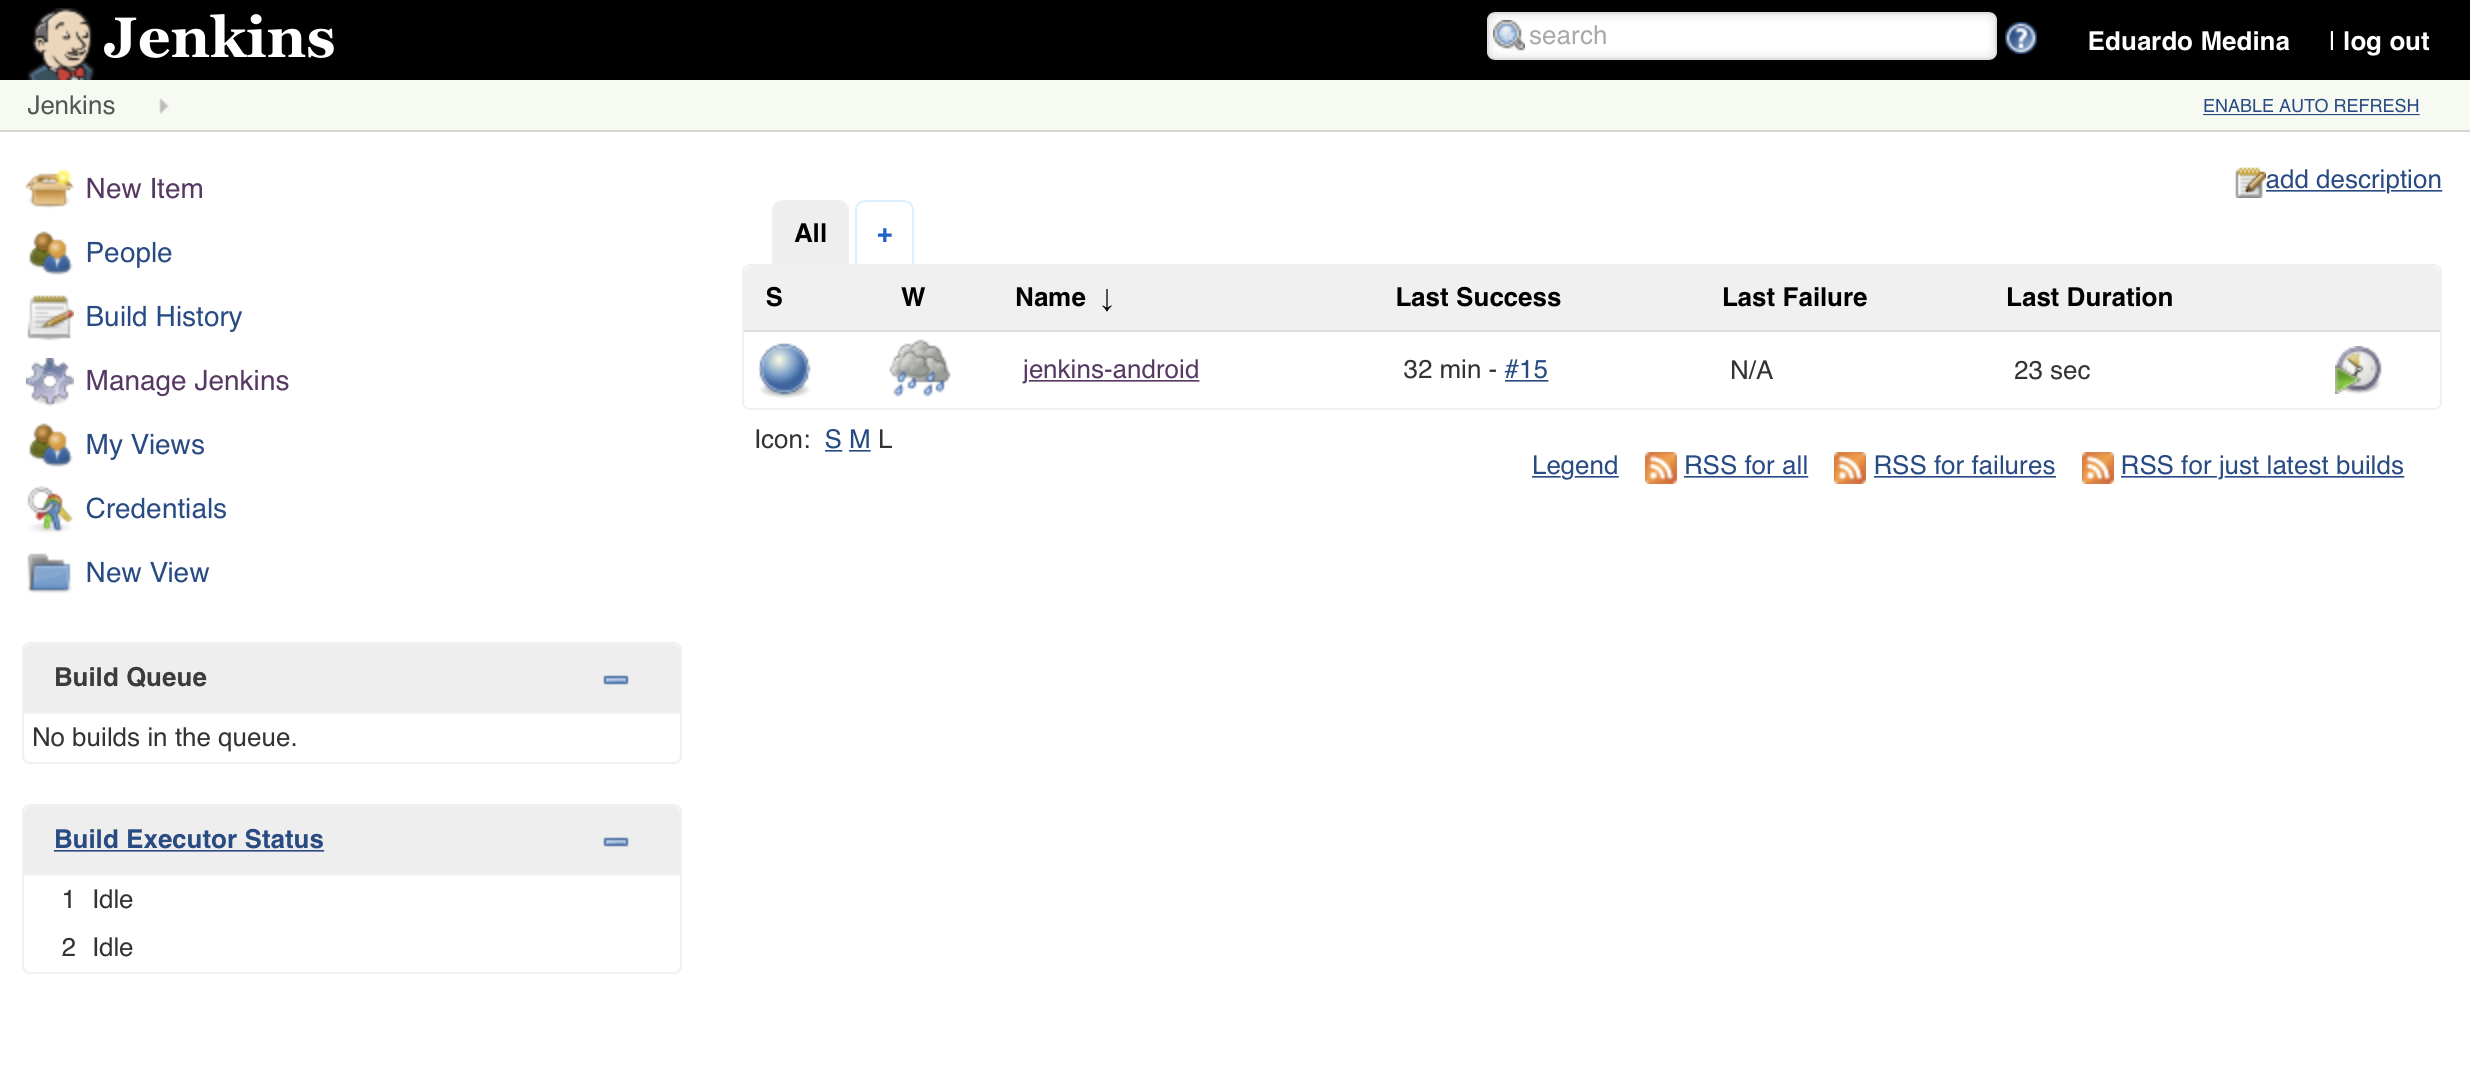 Jenkins
search
Eduardo Medina | log out
Jenkins
ENABLE AUTO REFRESH
New Item
People
Build History
Manage Jenkins
My Views
Credentials
New View
Build Queue
No builds in the queue.
Build Executor Status
1 Idle
2 Idle
add description
All +
S W Name ↓ Last Success Last Failure Last Duration
jenkins-android 32 min - #15 N/A 23 sec
Icon: S M L
Legend RSS for all RSS for failures RSS for just latest builds